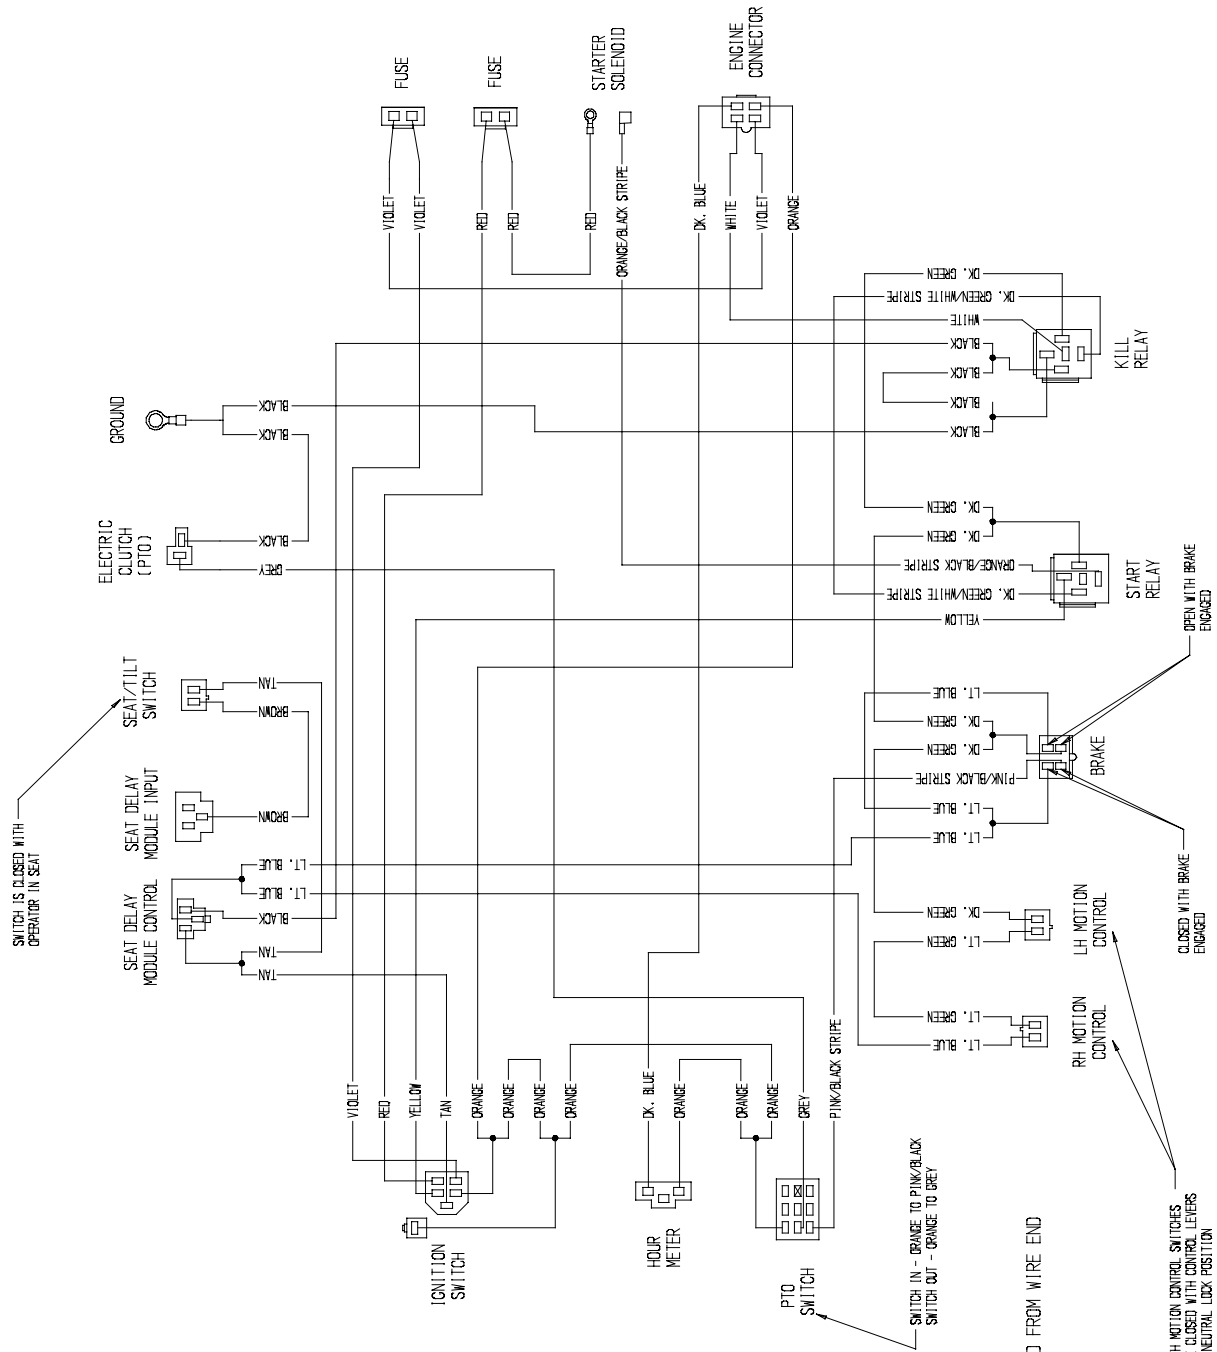 FUSE
FUSE
STARTER
SOLENOID
ENGINE
CONNECTOR
VIOLET
VIOLET
RED
RED
RED
ORANGE/BLACK STRIPE
DK. BLUE
WHITE
VIOLET
ORANGE
DK. GREEN
DK. GREEN/WHITE STRIPE
WHITE
BLACK
BLACK
BLACK
BLACK
KILL
RELAY
GROUND
BLACK
BLACK
ELECTRIC
CLUTCH
(PTO)
BLACK
GREY
DK. GREEN
DK. GREEN
ORANGE/BLACK STRIPE
DK. GREEN/WHITE STRIPE
YELLOW
START
RELAY
OPEN WITH BRAKE
ENGAGED
SEAT/TILT
SWITCH
TAN
BROWN
SWITCH IS CLOSED WITH
OPERATOR IN SEAT
SEAT DELAY
MODULE INPUT
BROWN
LT. BLUE
DK. GREEN
DK. GREEN
PINK/BLACK STRIPE
LT. BLUE
LT. BLUE
BRAKE
CLOSED WITH BRAKE
ENGAGED
SEAT DELAY
MODULE CONTROL
LT. BLUE
LT. BLUE
BLACK
TAN
TAN
DK. GREEN
LT. GREEN
LH MOTION
CONTROL
LT. GREEN
LT. BLUE
RH MOTION
CONTROL
VIOLET
RED
YELLOW
TAN
ORANGE
ORANGE
ORANGE
ORANGE
DK. BLUE
ORANGE
ORANGE
ORANGE
GREY
PINK/BLACK STRIPE
IGNITION
SWITCH
HOUR
METER
PTO
SWITCH
SWITCH IN - ORANGE TO PINK/BLACK
SWITCH OUT - ORANGE TO GREY
FROM WIRE END
MOTION CONTROL SWITCHES
CLOSED WITH CONTROL LEVERS
NEUTRAL LOCK POSITION